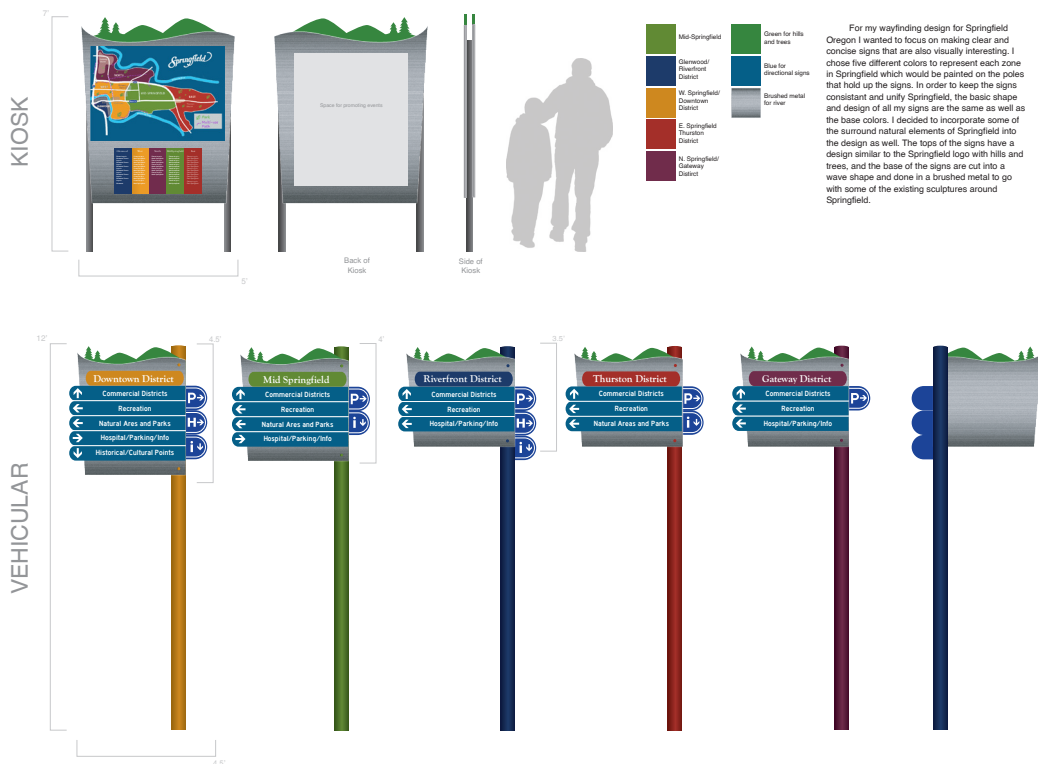 7'
KIOSK
Springfield
Space for promoting events
Back of
Kiosk
Side of
Kiosk
5'
Mid-Springfield
Glenwood/
Riverfront
District
W. Springfield/
Downtown
District
E. Springfield
Thurston
District
N. Springfield/
Gateway
Distirct
Green for hills
and trees
Blue for
directional signs
Brushed metal
for river
For my wayfinding design for Springfield
Oregon I wanted to focus on making clear and
concise signs that are also visually interesting. I
chose five different colors to represent each zone
in Springfield which would be painted on the poles
that hold up the signs. In order to keep the signs
consistant and unify Springfield, the basic shape
and design of all my signs are the same as well as
the base colors. I decided to incorporate some of
the surround natural elements of Springfield into
the design as well. The tops of the signs have a
design similar to the Springfield logo with hills and
trees, and the base of the signs are cut into a
wave shape and done in a brushed metal to go
with some of the existing sculptures around
Springfield.
VEHICULAR
12'
4.5'
Downtown District
Commercial Districts
Recreation
Natural Ares and Parks
Hospital/Parking/Info
Historical/Cultural Points
P
H
i
4'
Mid Springfield
Commercial Districts
Recreation
Natural Ares and Parks
Hospital/Parking/Info
P
i
3.5'
Riverfront District
Commercial Districts
Recreation
Hospital/Parking/Info
P
H
i
Thurston District
Commercial Districts
Recreation
Natural Areas and Parks
P
i
Gateway District
Commercial Districts
Recreation
Hospital/Parking/Info
P
4.5'